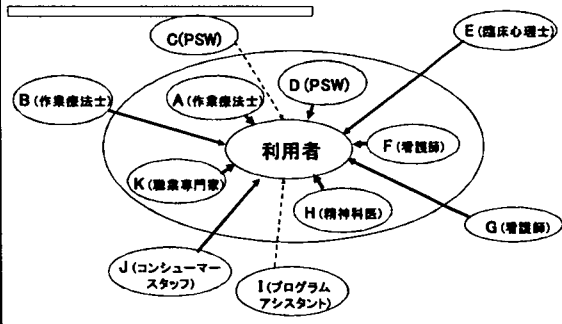 C(PSW)
E(臨床心理士)
B(作業療法士)
A(作業療法士)
D(PSW)
利用者
F(看護師)
K(職業専門家)
H(精神科医)
G(看護師)
J(コンシューマー
スタッフ)
I(プログラム
アシスタント)